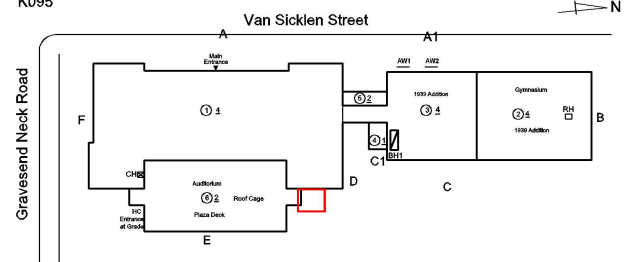 K095
Van Sicklen Street
N
A
A1
Main
Entrance
AW1 AW2
Gravesend Neck Road
F
1 4
5 2
1939 Addition
3 4
Gymnasium
2 4
RH
1939 Addition
B
4 1
BH1
C1
C
D
CH
Auditorium
6 2 Roof Cage
Plaza Deck
HC
Entrance
at Grade
E